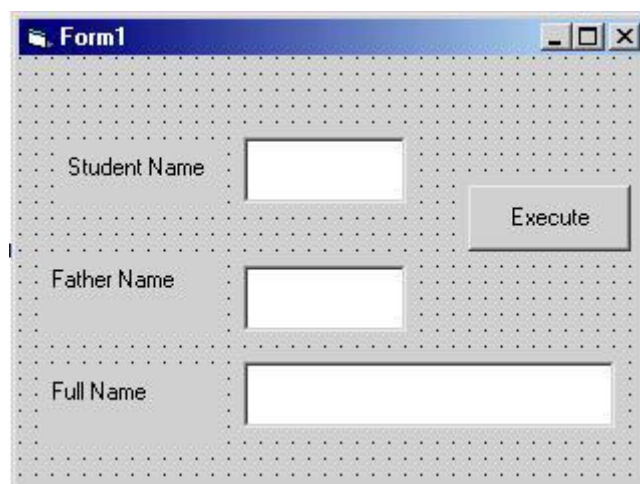 Form1
Student Name
Execute
Father Name
Full Name